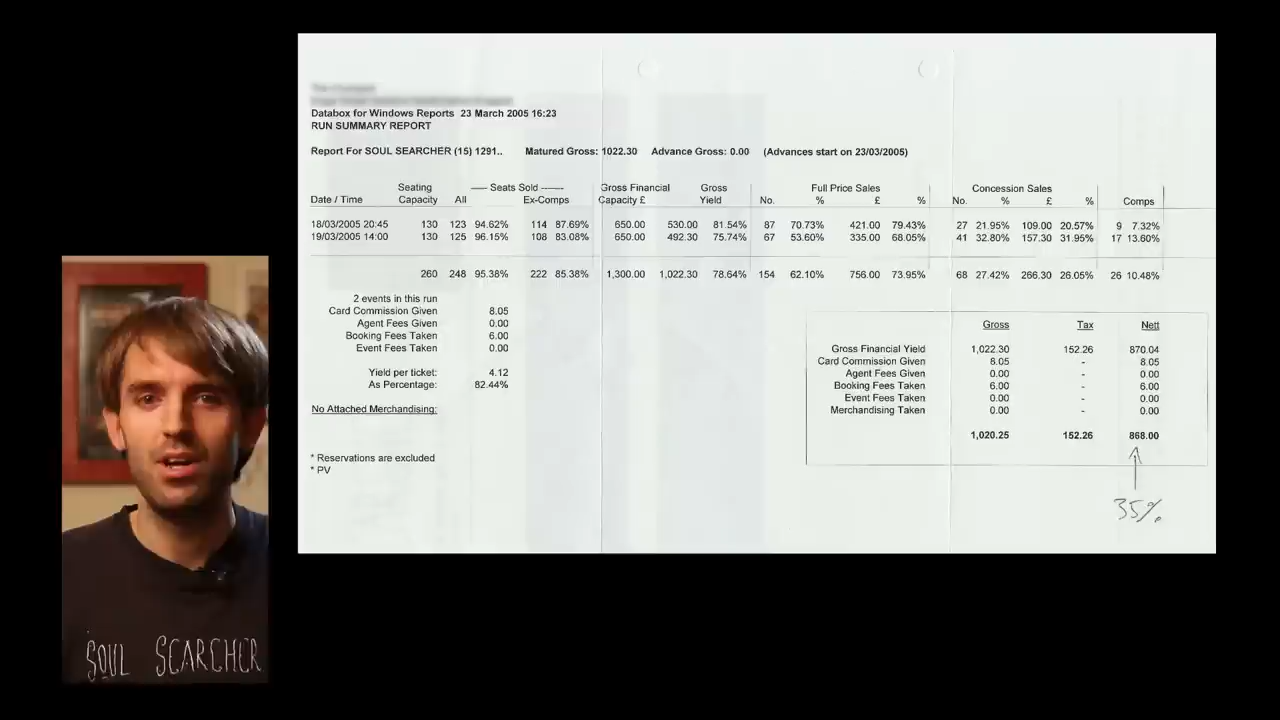 Databox for Windows Reports 23 March 2005 16:23
RUN SUMMARY REPORT
Report For SOUL SEARCHER (15) 1291.. Matured Gross: 1022.30 Advance Gross: 0.00 (Advances start on 23/03/2005)
Seating Seats Sold Gross Financial Gross Full Price Sales Concession Sales
Date / Time Capacity All Ex-Comps Capacity £ Yield No. % £ % No. % £ % Comps
18/03/2005 20:45 130 123 94.62% 114 87.69% 650.00 530.00 81.54% 87 70.73% 421.00 79.43% 27 21.95% 109.00 20.57% 9 7.32%
19/03/2005 14:00 130 125 96.15% 108 83.08% 650.00 492.30 75.74% 67 53.60% 335.00 68.05% 41 32.80% 157.30 31.95% 17 13.60%
260 248 95.38% 222 85.38% 1,300.00 1,022.30 78.64% 154 62.10% 756.00 73.95% 68 27.42% 266.30 26.05% 26 10.48%
2 events in this run
Card Commission Given 8.05
Agent Fees Given 0.00
Booking Fees Taken 6.00
Event Fees Taken 0.00
Yield per ticket: 4.12
As Percentage: 82.44%
No Attached Merchandising:
* Reservations are excluded
* PV
Gross Tax Nett
Gross Financial Yield 1,022.30 152.26 870.04
Card Commission Given 8.05 - 8.05
Agent Fees Given 0.00 - 0.00
Booking Fees Taken 6.00 - 6.00
Event Fees Taken 0.00 - 0.00
Merchandising Taken 0.00 - 0.00
1,020.25 152.26 868.00
35%
SOUL SEARCHER